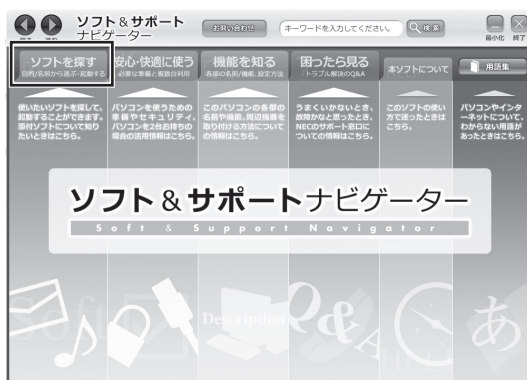 ソフト&サポート
ナビゲーター
お問い合わせ
キーワードを入力してください。
検索
最小化 終了
ソフトを探す
目的/名前から選ぶ・起動する
安心・快適に使う
必要な準備と複数台利用
機能を知る
各部の名前/機能、設定方法
困ったら見る
トラブル解決のQ&A
本ソフトについて
用語集
使いたいソフトを探して、
起動することができます。
添付ソフトについて知り
たいときはこちら。
パソコンを使うための
準備やセキュリティ、
パソコンを2台お持ちの
場合の活用情報はこちら。
このパソコンの各部の
名前や機能、周辺機器を
取り付ける方法について
の情報はこちら。
うまくいかないとき、
故障かなと思ったとき、
NECのサポート窓口に
ついての情報はこちら。
このソフトの使い
方で迷ったときは
こちら。
パソコンやインタ
ーネットについて、
わからない用語が
あったときはこちら。
ソフト&サポートナビゲーター
Soft & Support Navigator
Soft
Description
Q&A
HELP
あ